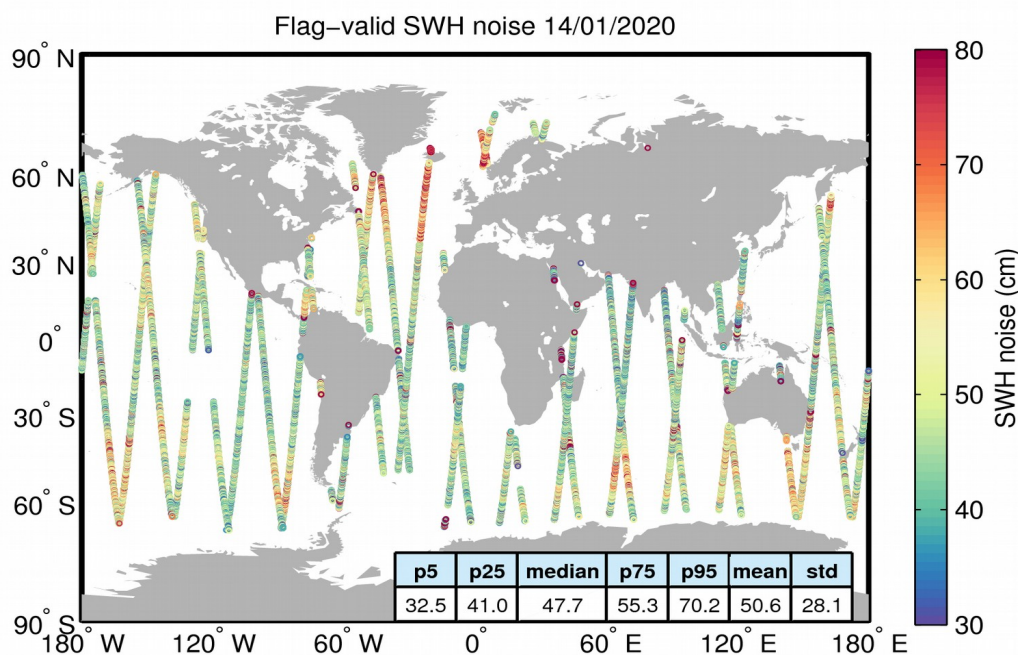 Flag−valid SWH noise 14/01/2020
90° N
60° N
30° N
0°
30° S
60° S
90° S
180° W
120° W
60° W
0°
60° E
120° E
180° E
p5 p25 median p75 p95 mean std
32.5 41.0 47.7 55.3 70.2 50.6 28.1
80
70
60
50
40
30
SWH noise (cm)